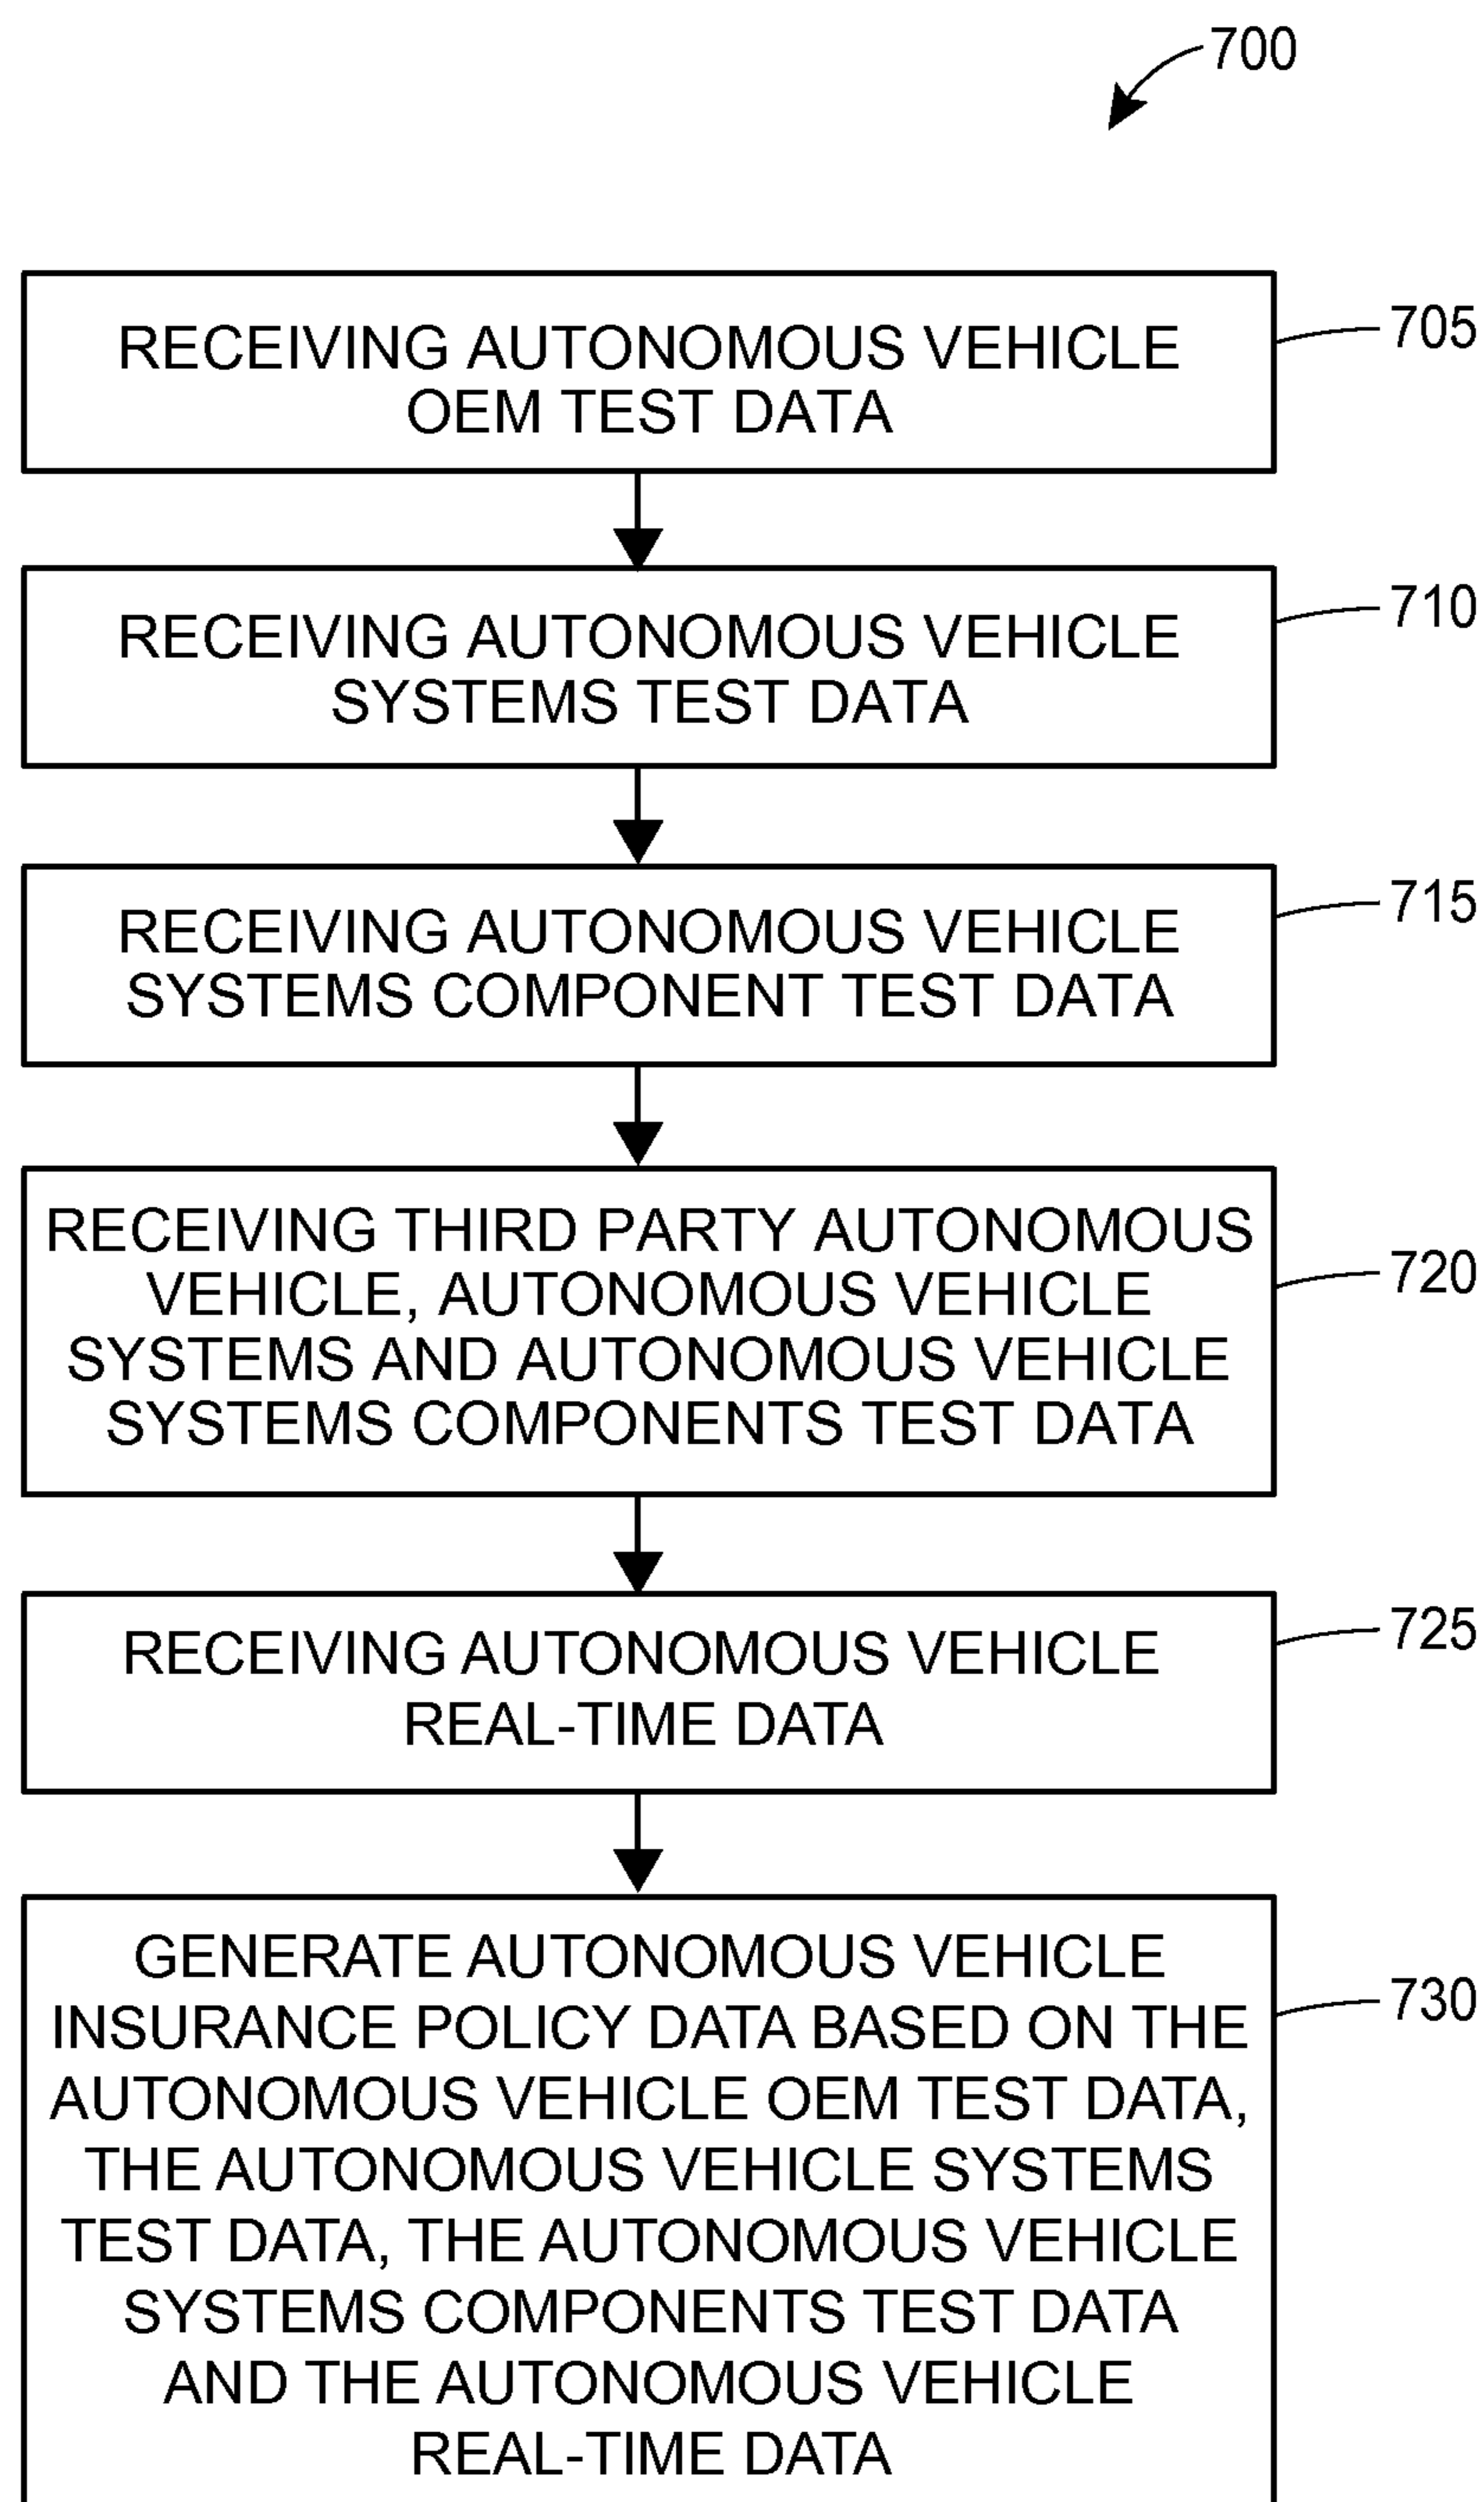 700
RECEIVING AUTONOMOUS VEHICLE
OEM TEST DATA
705
RECEIVING AUTONOMOUS VEHICLE
SYSTEMS TEST DATA
710
RECEIVING AUTONOMOUS VEHICLE
SYSTEMS COMPONENT TEST DATA
715
RECEIVING THIRD PARTY AUTONOMOUS
VEHICLE, AUTONOMOUS VEHICLE
SYSTEMS AND AUTONOMOUS VEHICLE
SYSTEMS COMPONENTS TEST DATA
720
RECEIVING AUTONOMOUS VEHICLE
REAL-TIME DATA
725
GENERATE AUTONOMOUS VEHICLE
INSURANCE POLICY DATA BASED ON THE
AUTONOMOUS VEHICLE OEM TEST DATA,
THE AUTONOMOUS VEHICLE SYSTEMS
TEST DATA, THE AUTONOMOUS VEHICLE
SYSTEMS COMPONENTS TEST DATA
AND THE AUTONOMOUS VEHICLE
REAL-TIME DATA
730